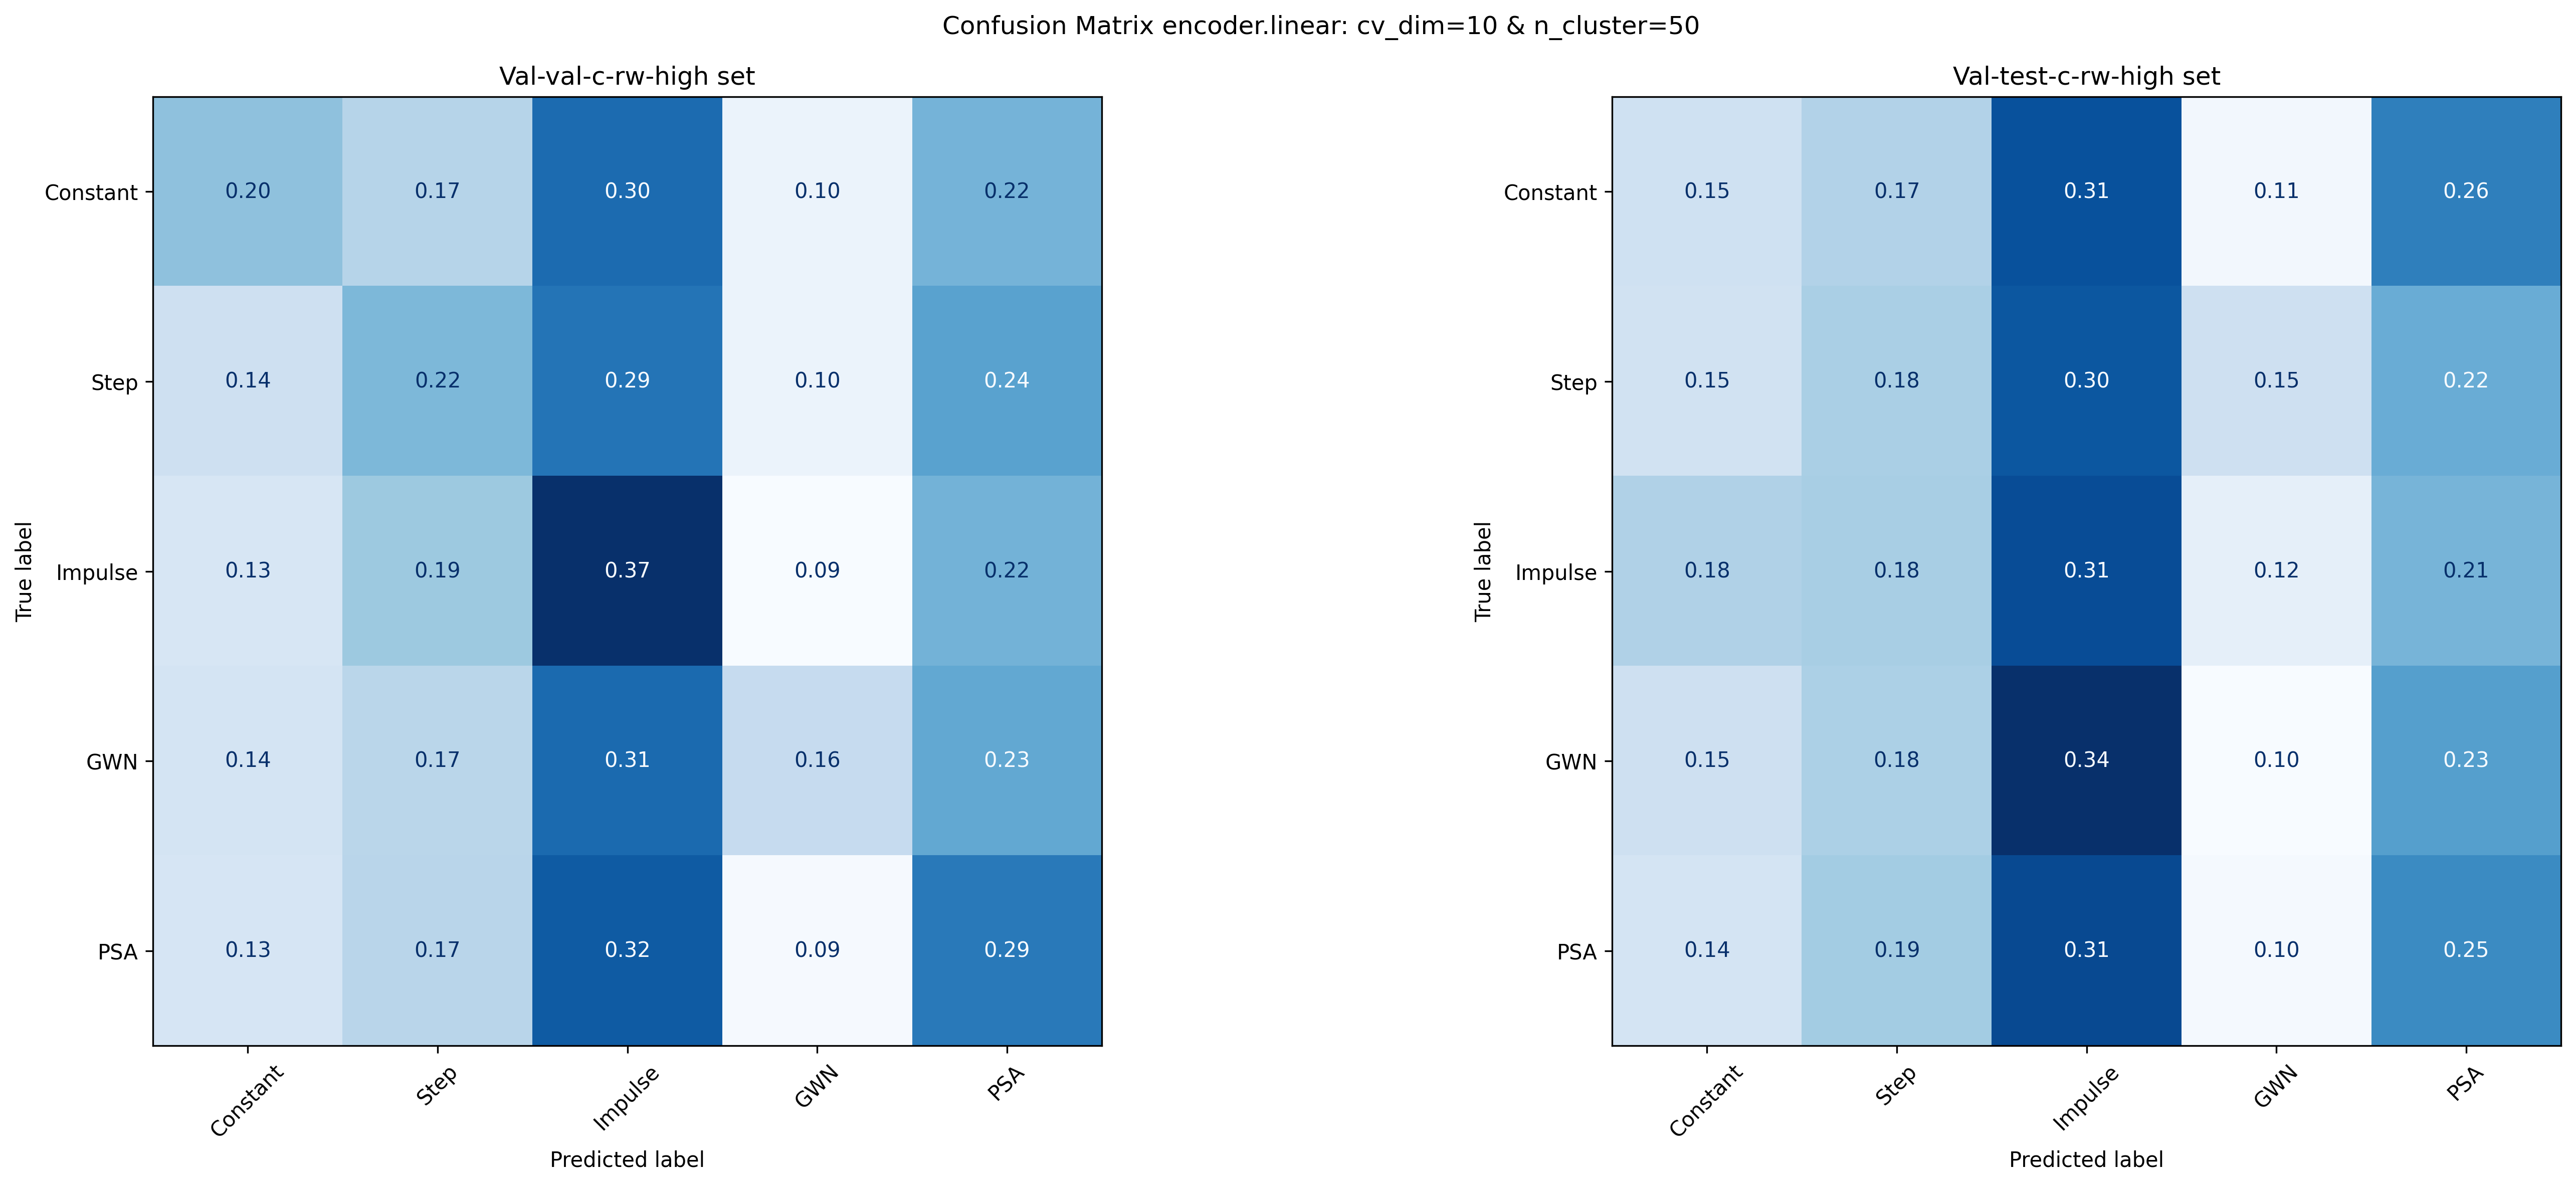 Confusion Matrix encoder.linear: cv_dim=10 & n_cluster=50
Val-val-c-rw-high set
True label
Constant 0.20 0.17 0.30 0.10 0.22
Step 0.14 0.22 0.29 0.10 0.24
Impulse 0.13 0.19 0.37 0.09 0.22
GWN 0.14 0.17 0.31 0.16 0.23
PSA 0.13 0.17 0.32 0.09 0.29
Constant Step Impulse GWN PSA
Predicted label
Val-test-c-rw-high set
True label
Constant 0.15 0.17 0.31 0.11 0.26
Step 0.15 0.18 0.30 0.15 0.22
Impulse 0.18 0.18 0.31 0.12 0.21
GWN 0.15 0.18 0.34 0.10 0.23
PSA 0.14 0.19 0.31 0.10 0.25
Constant Step Impulse GWN PSA
Predicted label